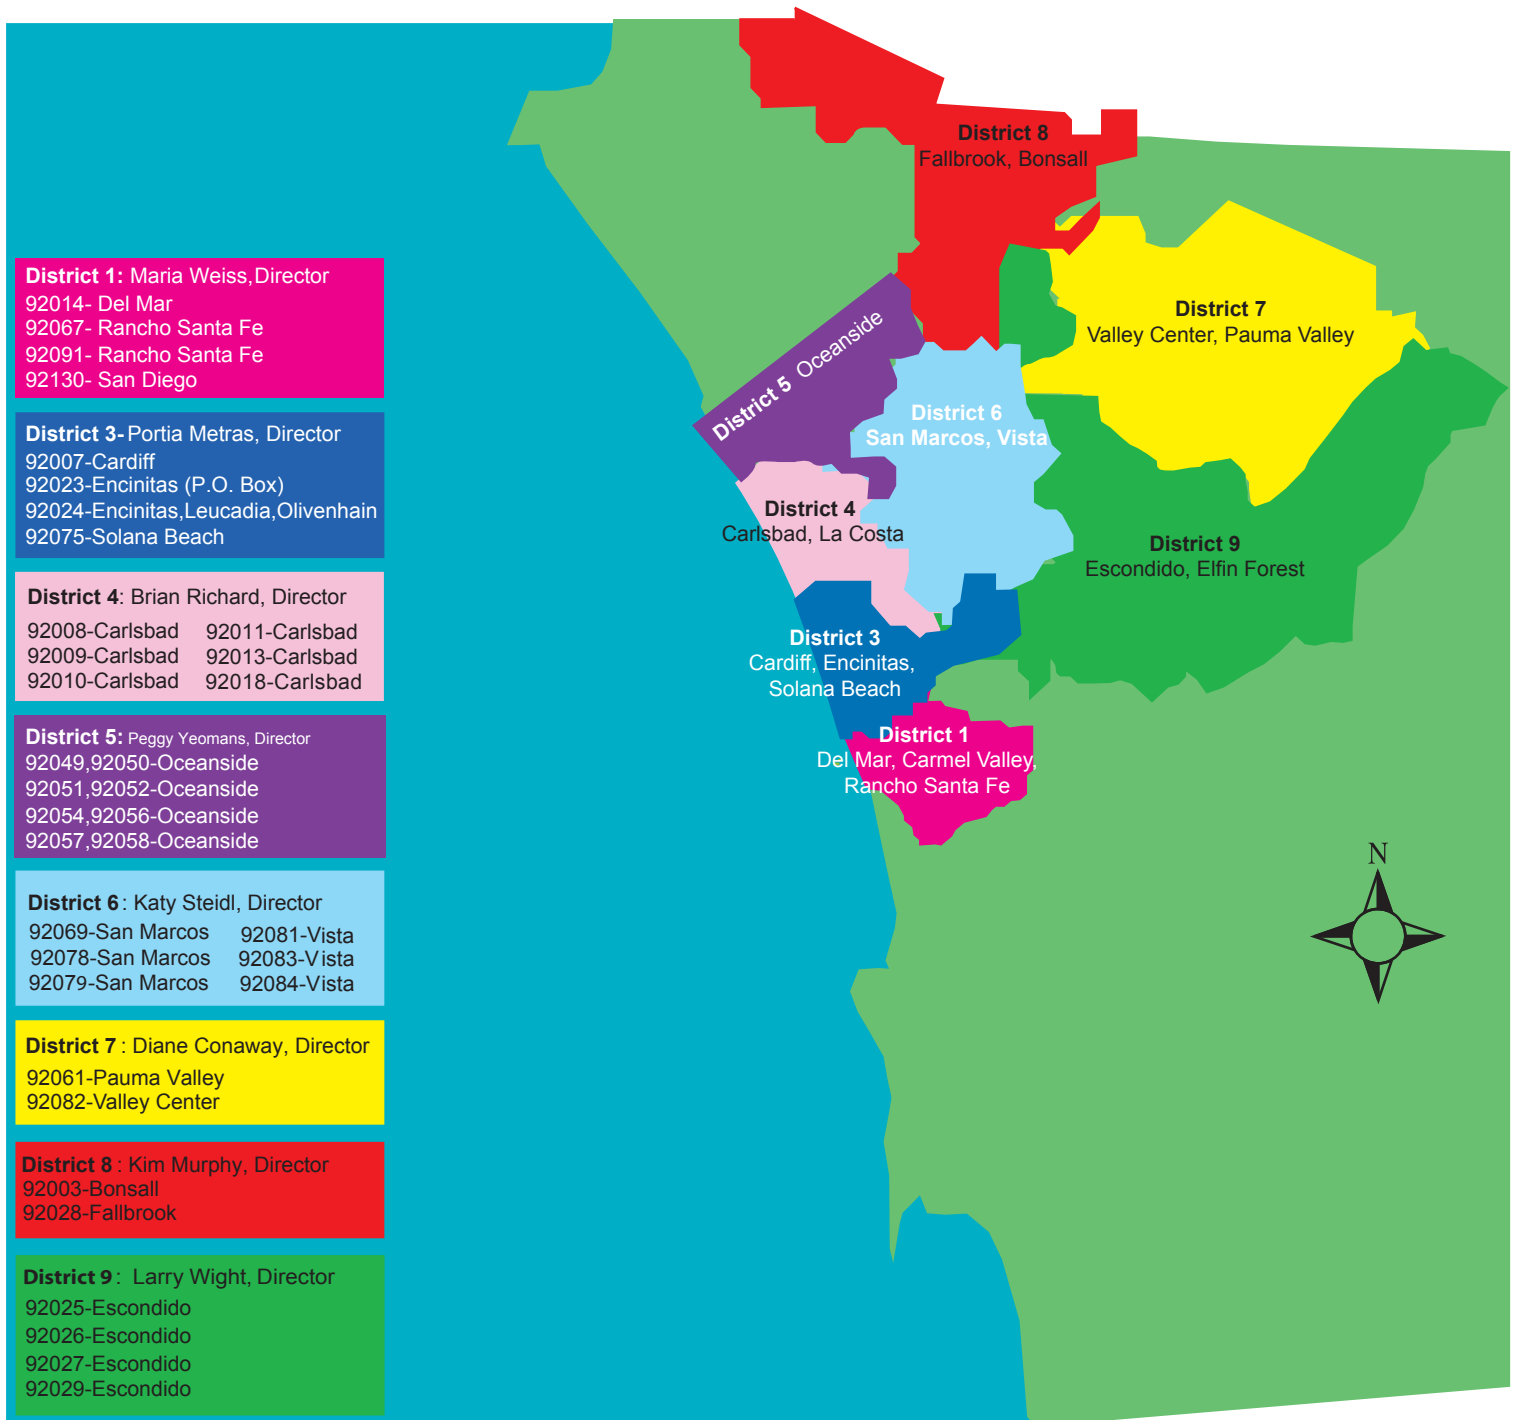 District 1: Maria Weiss,Director
92014- Del Mar
92067- Rancho Santa Fe
92091- Rancho Santa Fe
92130- San Diego
District 3-Portia Metras, Director
92007-Cardiff
92023-Encinitas (P.O. Box)
92024-Encinitas,Leucadia,Olivenhain
92075-Solana Beach
District 4: Brian Richard, Director
92008-Carlsbad 92011-Carlsbad
92009-Carlsbad 92013-Carlsbad
92010-Carlsbad 92018-Carlsbad
District 5: Peggy Yeomans, Director
92049,92050-Oceanside
92051,92052-Oceanside
92054,92056-Oceanside
92057,92058-Oceanside
District 6 : Katy Steidl, Director
92069-San Marcos 92081-Vista
92078-San Marcos 92083-Vista
92079-San Marcos 92084-Vista
District 7 : Diane Conaway, Director
92061-Pauma Valley
92082-Valley Center
District 8 : Kim Murphy, Director
92003-Bonsall
92028-Fallbrook
District 9 : Larry Wight, Director
92025-Escondido
92026-Escondido
92027-Escondido
92029-Escondido
District 8
Fallbrook, Bonsall
District 7
Valley Center, Pauma Valley
District 5 Oceanside
District 6
San Marcos, Vista
District 4
Carlsbad, La Costa
District 9
Escondido, Elfin Forest
District 3
Cardiff, Encinitas,
Solana Beach
District 1
Del Mar, Carmel Valley,
Rancho Santa Fe
N